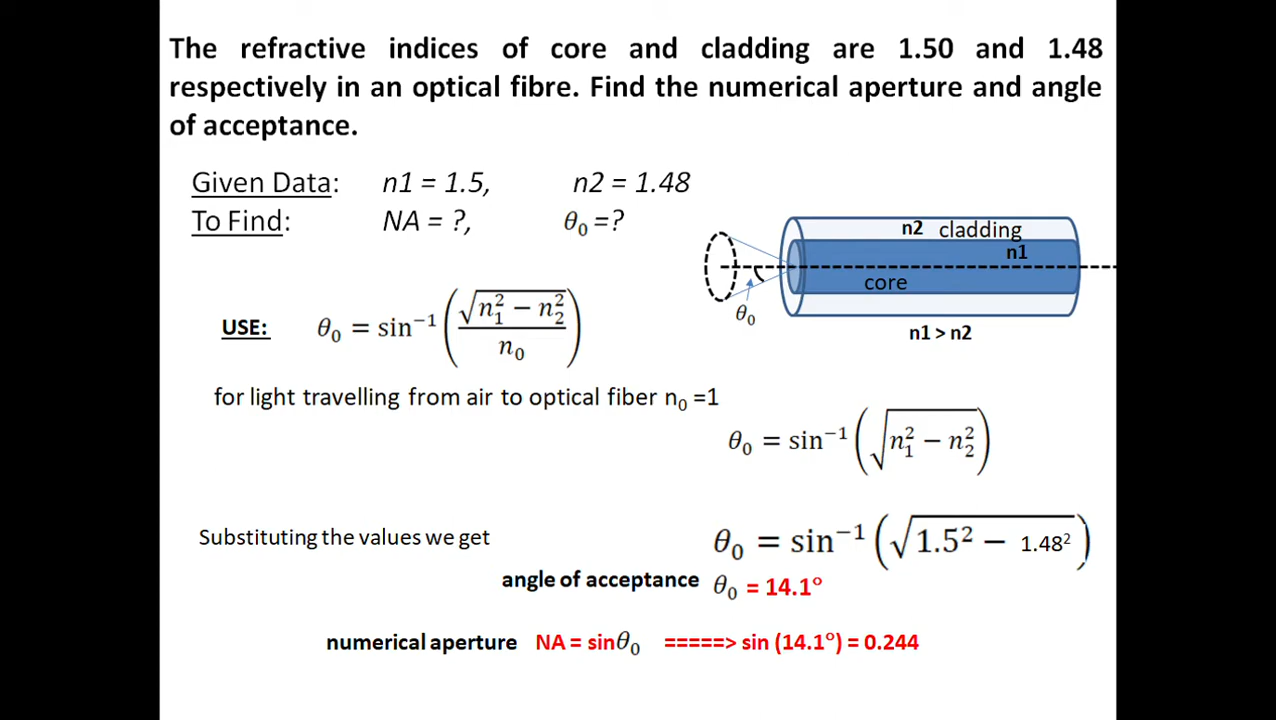 The refractive indices of core and cladding are 1.50 and 1.48
respectively in an optical fibre. Find the numerical aperture and angle
of acceptance.
Given Data: n1 = 1.5, n2 = 1.48
To Find: NA = ?, θ₀ =?
n2 cladding
n1
core
θ₀
n1 > n2
USE: θ₀ = sin⁻¹ (√(n₁² − n₂²) / n₀)
for light travelling from air to optical fiber n₀ =1
θ₀ = sin⁻¹ (√(n₁² − n₂²))
Substituting the values we get
θ₀ = sin⁻¹ (√(1.5² − 1.48²))
angle of acceptance θ₀ = 14.1°
numerical aperture NA = sinθ₀ =====> sin (14.1°) = 0.244